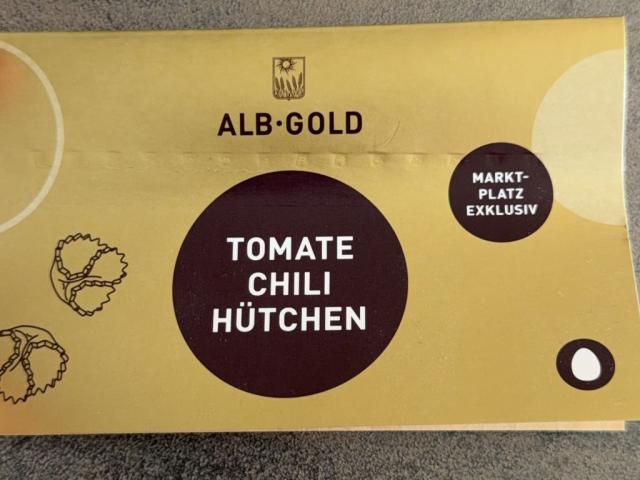 ALB·GOLD
MARKT-
PLATZ
EXKLUSIV
TOMATE
CHILI
HÜTCHEN